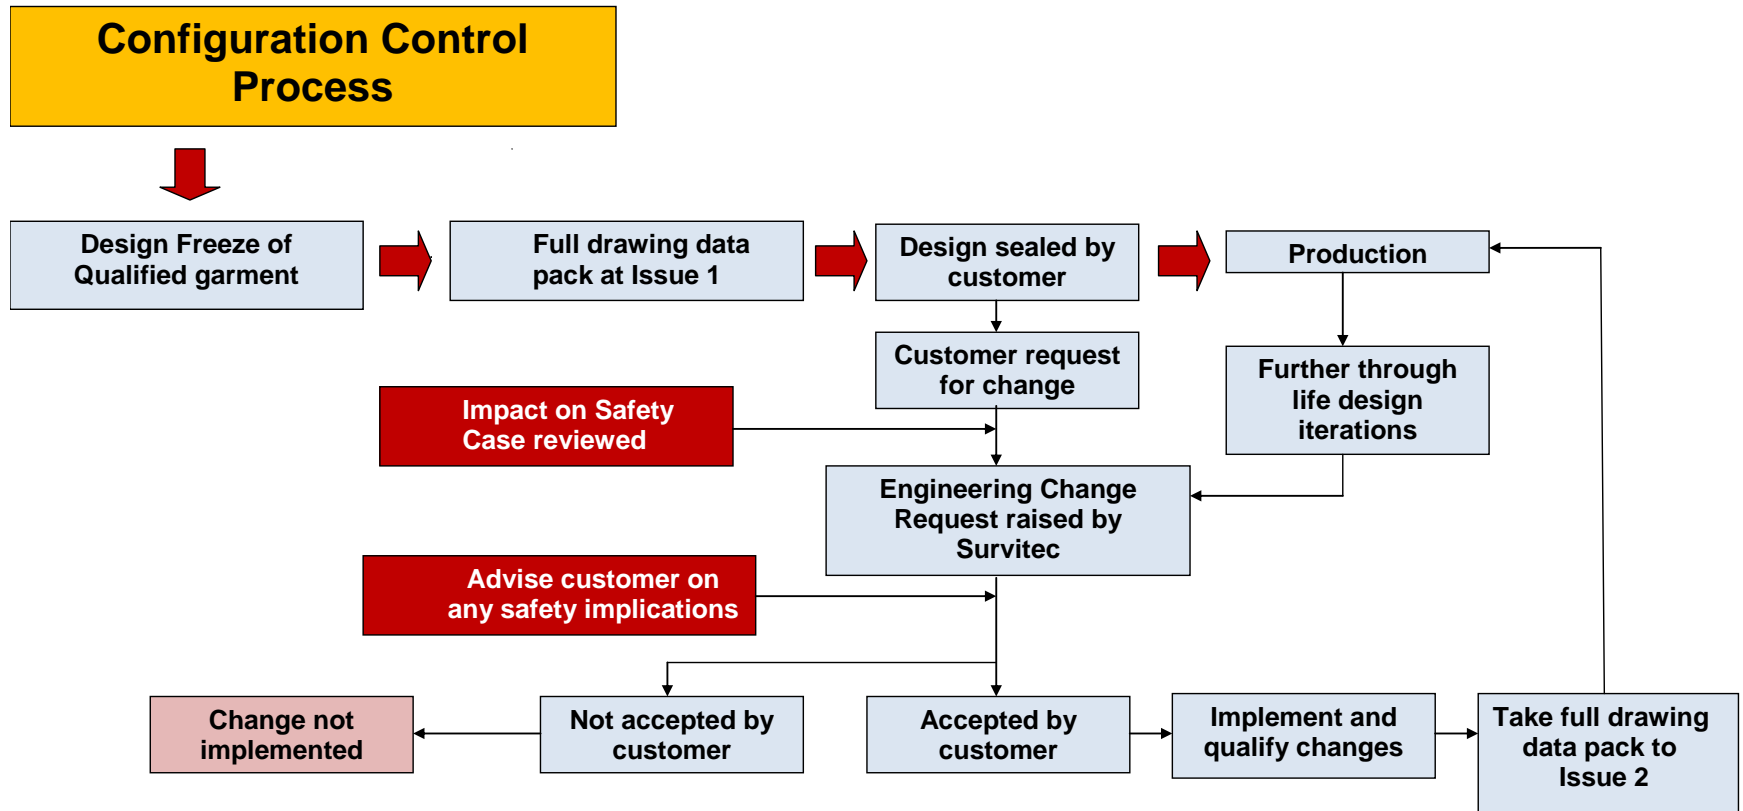 Configuration Control
Process
Design Freeze of
Qualified garment
Full drawing data
pack at Issue 1
Design sealed by
customer
Production
Customer request
for change
Further through
life design
iterations
Impact on Safety
Case reviewed
Engineering Change
Request raised by
Survitec
Advise customer on
any safety implications
Change not
implemented
Not accepted by
customer
Accepted by
customer
Implement and
qualify changes
Take full drawing
data pack to
Issue 2